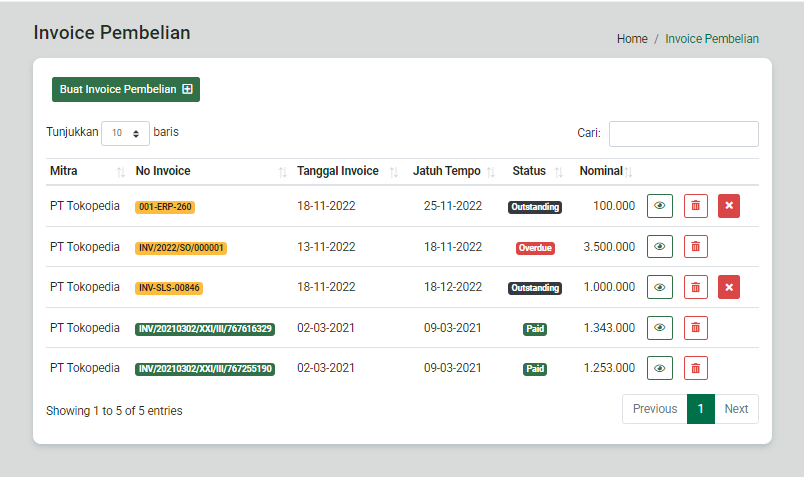 Invoice Pembelian
Home / Invoice Pembelian
Buat Invoice Pembelian
Tunjukkan 10 baris
Cari:
Mitra No Invoice Tanggal Invoice Jatuh Tempo Status Nominal
PT Tokopedia 001-ERP-260 18-11-2022 25-11-2022 Outstanding 100.000
PT Tokopedia INV/2022/SO/000001 13-11-2022 18-11-2022 Overdue 3.500.000
PT Tokopedia INV-SLS-00846 18-11-2022 18-12-2022 Outstanding 1.000.000
PT Tokopedia INV/20210302/XXI/III/767616329 02-03-2021 09-03-2021 Paid 1.343.000
PT Tokopedia INV/20210302/XXI/III/767255190 02-03-2021 09-03-2021 Paid 1.253.000
Showing 1 to 5 of 5 entries
Previous 1 Next